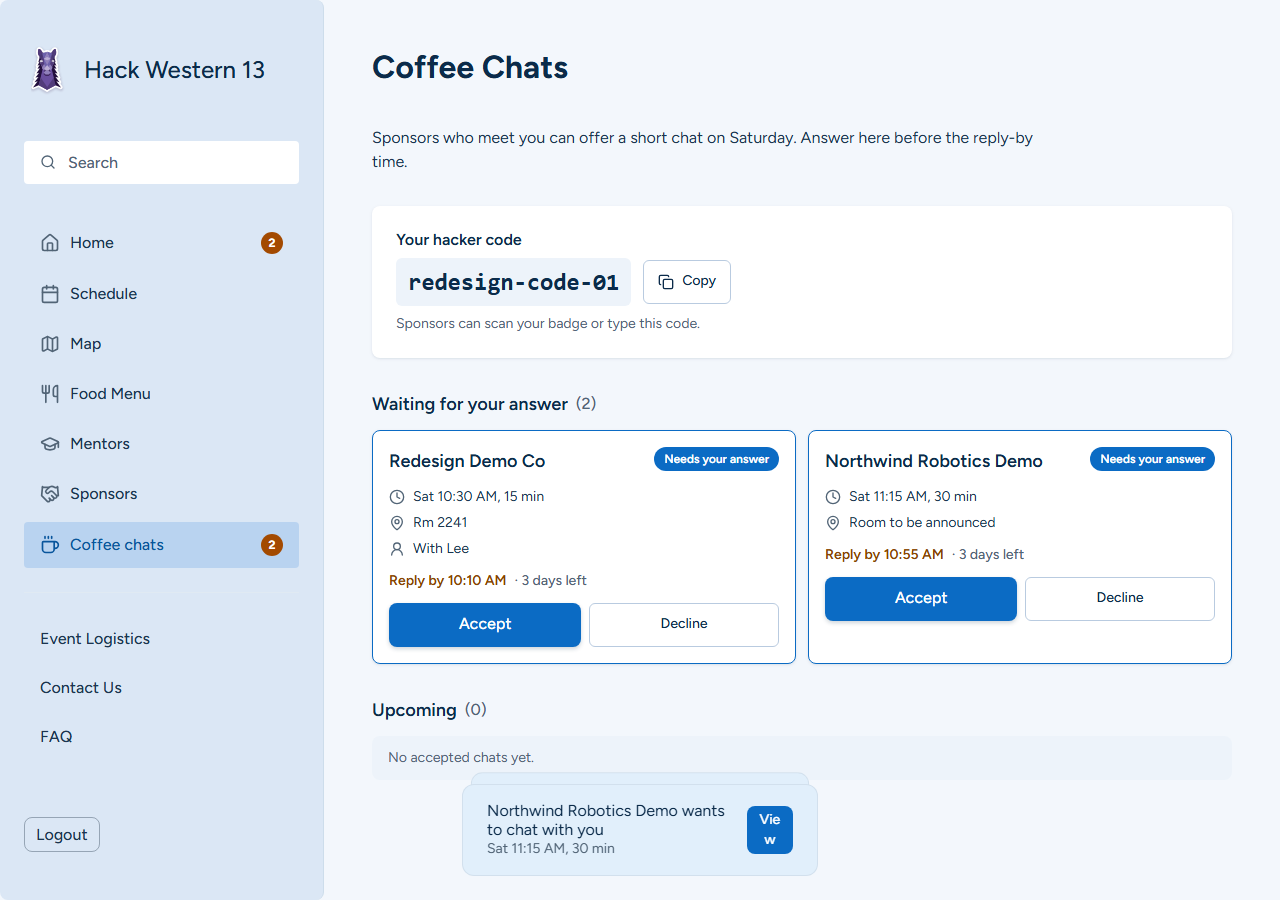 Hack Western 13
Search
Home 2
Schedule
Map
Food Menu
Mentors
Sponsors
Coffee chats 2
Event Logistics
Contact Us
FAQ
Logout
Coffee Chats
Sponsors who meet you can offer a short chat on Saturday. Answer here before the reply-by
time.
Your hacker code
redesign-code-01 Copy
Sponsors can scan your badge or type this code.
Waiting for your answer (2)
Redesign Demo Co Needs your answer
Sat 10:30 AM, 15 min
Rm 2241
With Lee
Reply by 10:10 AM · 3 days left
Accept Decline
Northwind Robotics Demo Needs your answer
Sat 11:15 AM, 30 min
Room to be announced
Reply by 10:55 AM · 3 days left
Accept Decline
Upcoming (0)
No accepted chats yet.
Northwind Robotics Demo wants
to chat with you
Sat 11:15 AM, 30 min
Vie
w